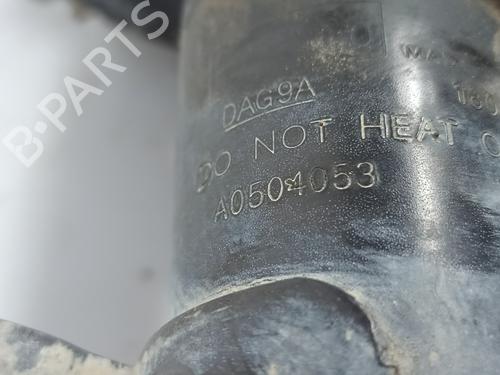 B-PARTS
DAG9A
DO NOT HEAT
A0504053